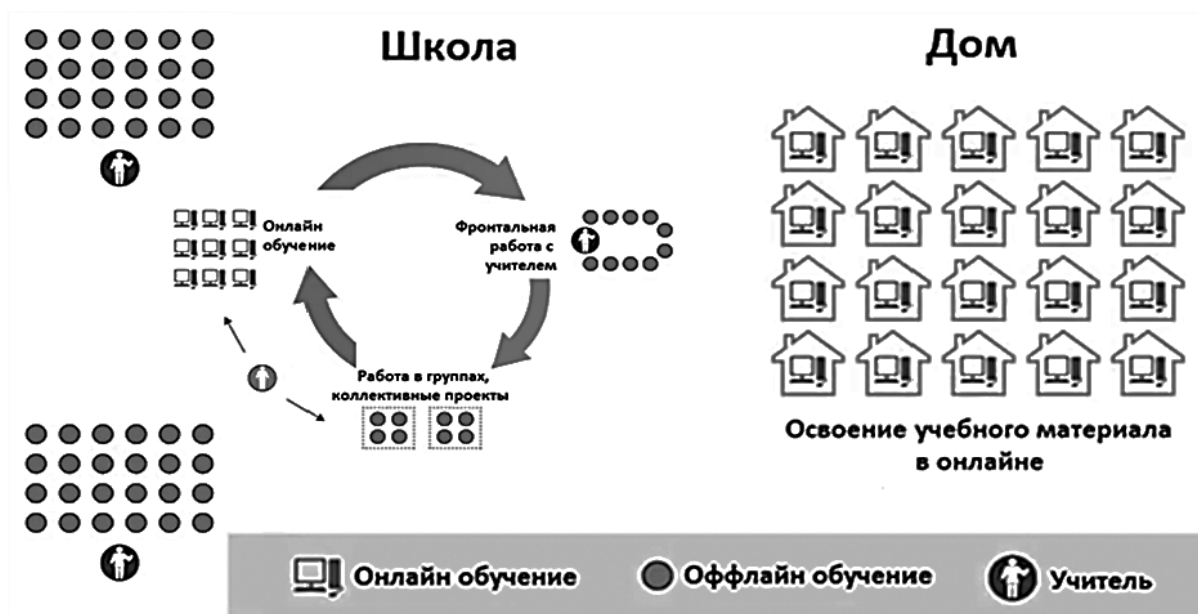 Школа
Дом
Онлайн
обучение
Фронтальная
работа с
учителем
Работа в группах,
коллективные проекты
Освоение учебного материала
в онлайне
Онлайн обучение
Оффлайн обучение
Учитель